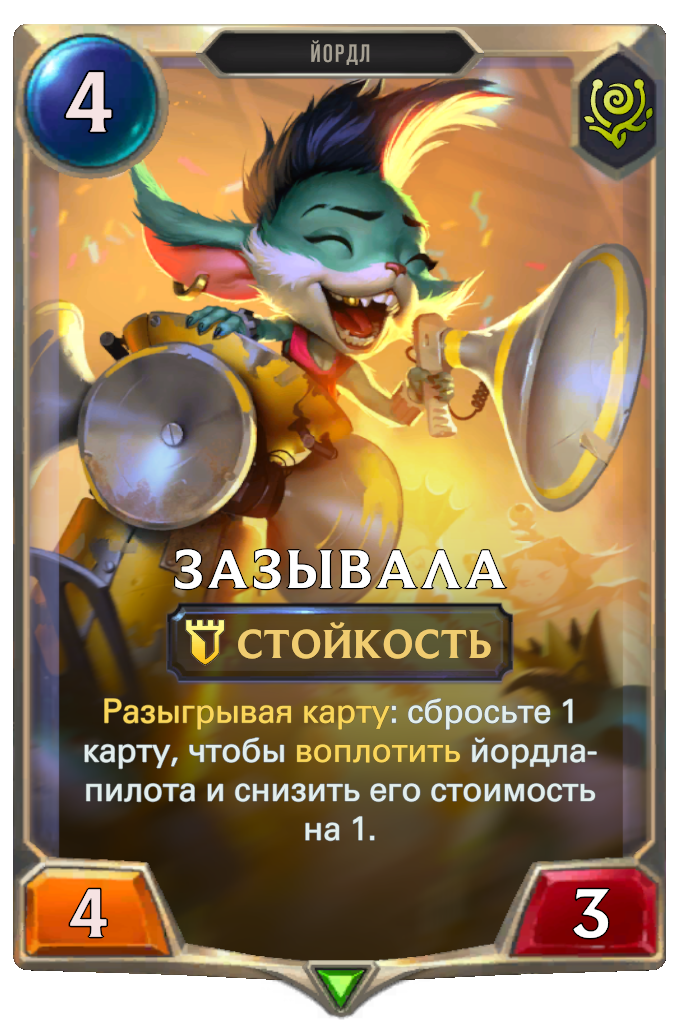 4
ЙОРДЛ
ЗАЗЫВАЛА
СТОЙКОСТЬ
Разыгрывая карту: сбросьте 1
карту, чтобы воплотить йордла-
пилота и снизить его стоимость
на 1.
4
3